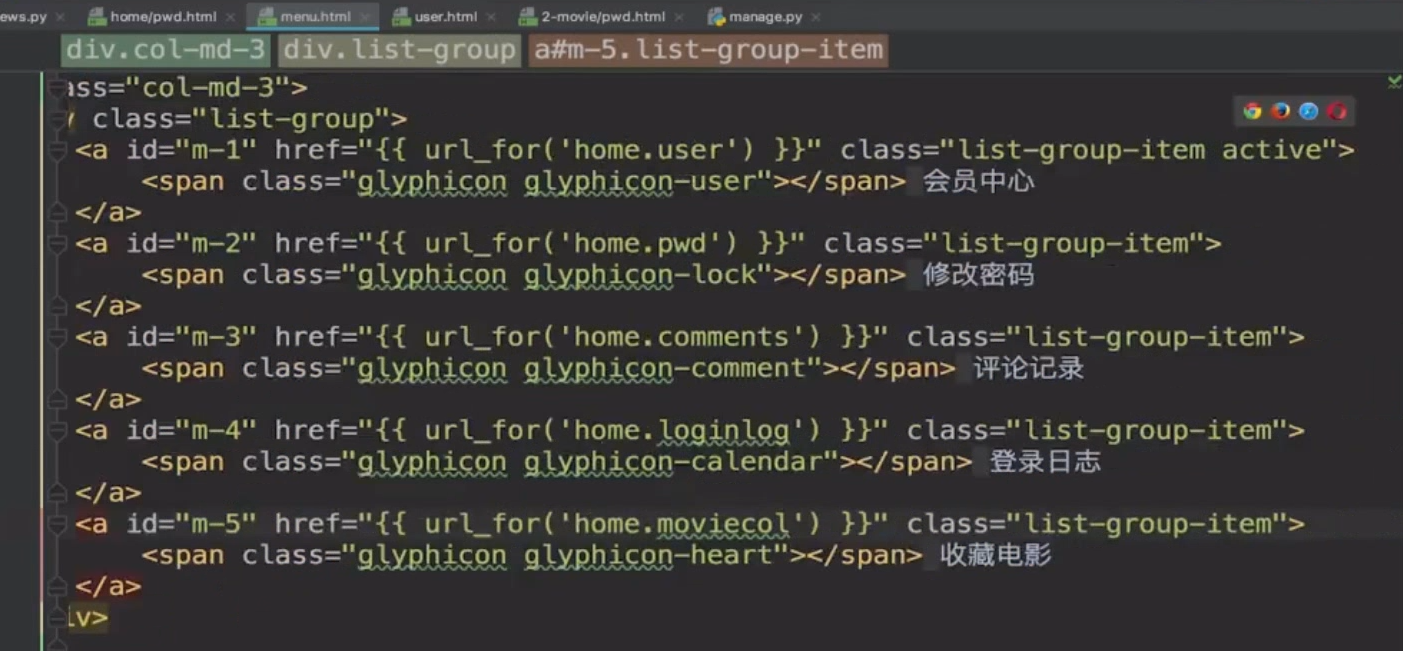 ews.py home/pwd.html menu.html user.html 2-movie/pwd.html manage.py
div.col-md-3 div.list-group a#m-5.list-group-item
ass="col-md-3">
class="list-group">
<a id="m-1" href="{{ url_for('home.user') }}" class="list-group-item active">
<span class="glyphicon glyphicon-user"></span> 会员中心
</a>
<a id="m-2" href="{{ url_for('home.pwd') }}" class="list-group-item">
<span class="glyphicon glyphicon-lock"></span> 修改密码
</a>
<a id="m-3" href="{{ url_for('home.comments') }}" class="list-group-item">
<span class="glyphicon glyphicon-comment"></span> 评论记录
</a>
<a id="m-4" href="{{ url_for('home.loginlog') }}" class="list-group-item">
<span class="glyphicon glyphicon-calendar"></span> 登录日志
</a>
<a id="m-5" href="{{ url_for('home.moviecol') }}" class="list-group-item">
<span class="glyphicon glyphicon-heart"></span> 收藏电影
</a>
iv>